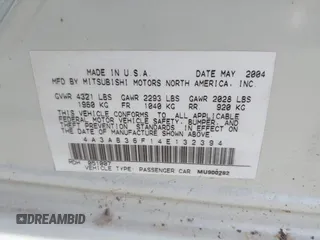 MADE IN U.S.A. DATE MAY 2004
MFD BY MITSUBISHI MOTORS NORTH AMERICA, INC.
GVWR 4321 LBS GAWR 2293 LBS GAWR 2028 LBS
1960 KG FR 1040 KG RR 920 KG
THIS VEHICLE CONFORMS TO ALL APPLICABLE
FEDERAL MOTOR VEHICLE SAFETY, BUMPER, AND
THEFT PREVENTION STANDARDS IN EFFECT ON THE
DATE OF MANUFACTURE SHOWN ABOVE.
4A3AB36F14E132394
VEHICLE TYPE: PASSENGER CAR
DREAMBID